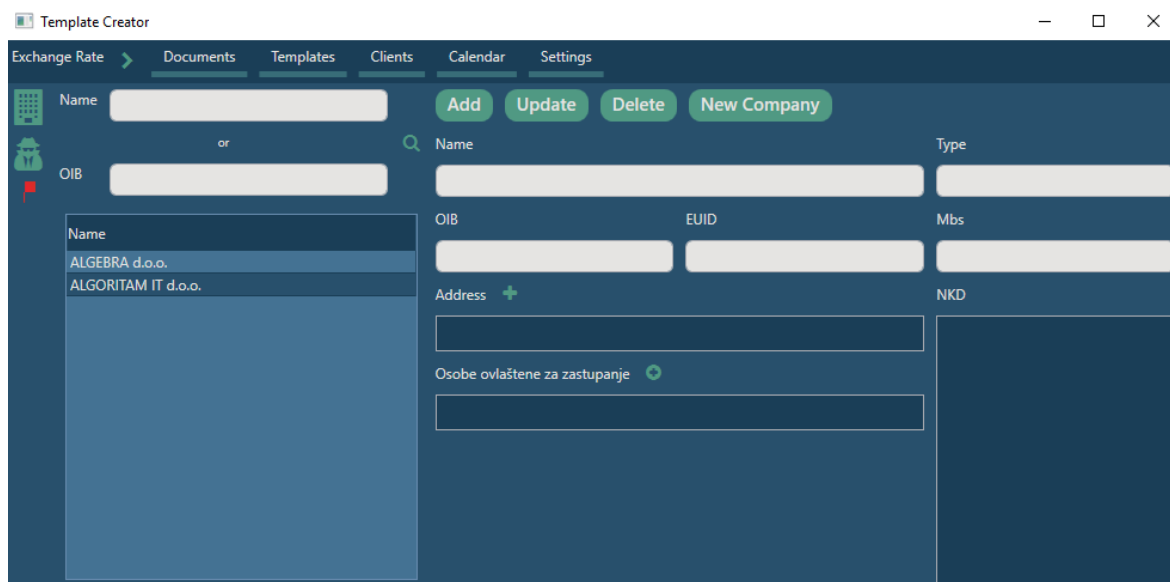 Template Creator
Exchange Rate Documents Templates Clients Calendar Settings
Name
or
OIB
Name
ALGEBRA d.o.o.
ALGORITAM IT d.o.o.
Add Update Delete New Company
Name Type
OIB EUID Mbs
Address NKD
Osobe ovlaštene za zastupanje